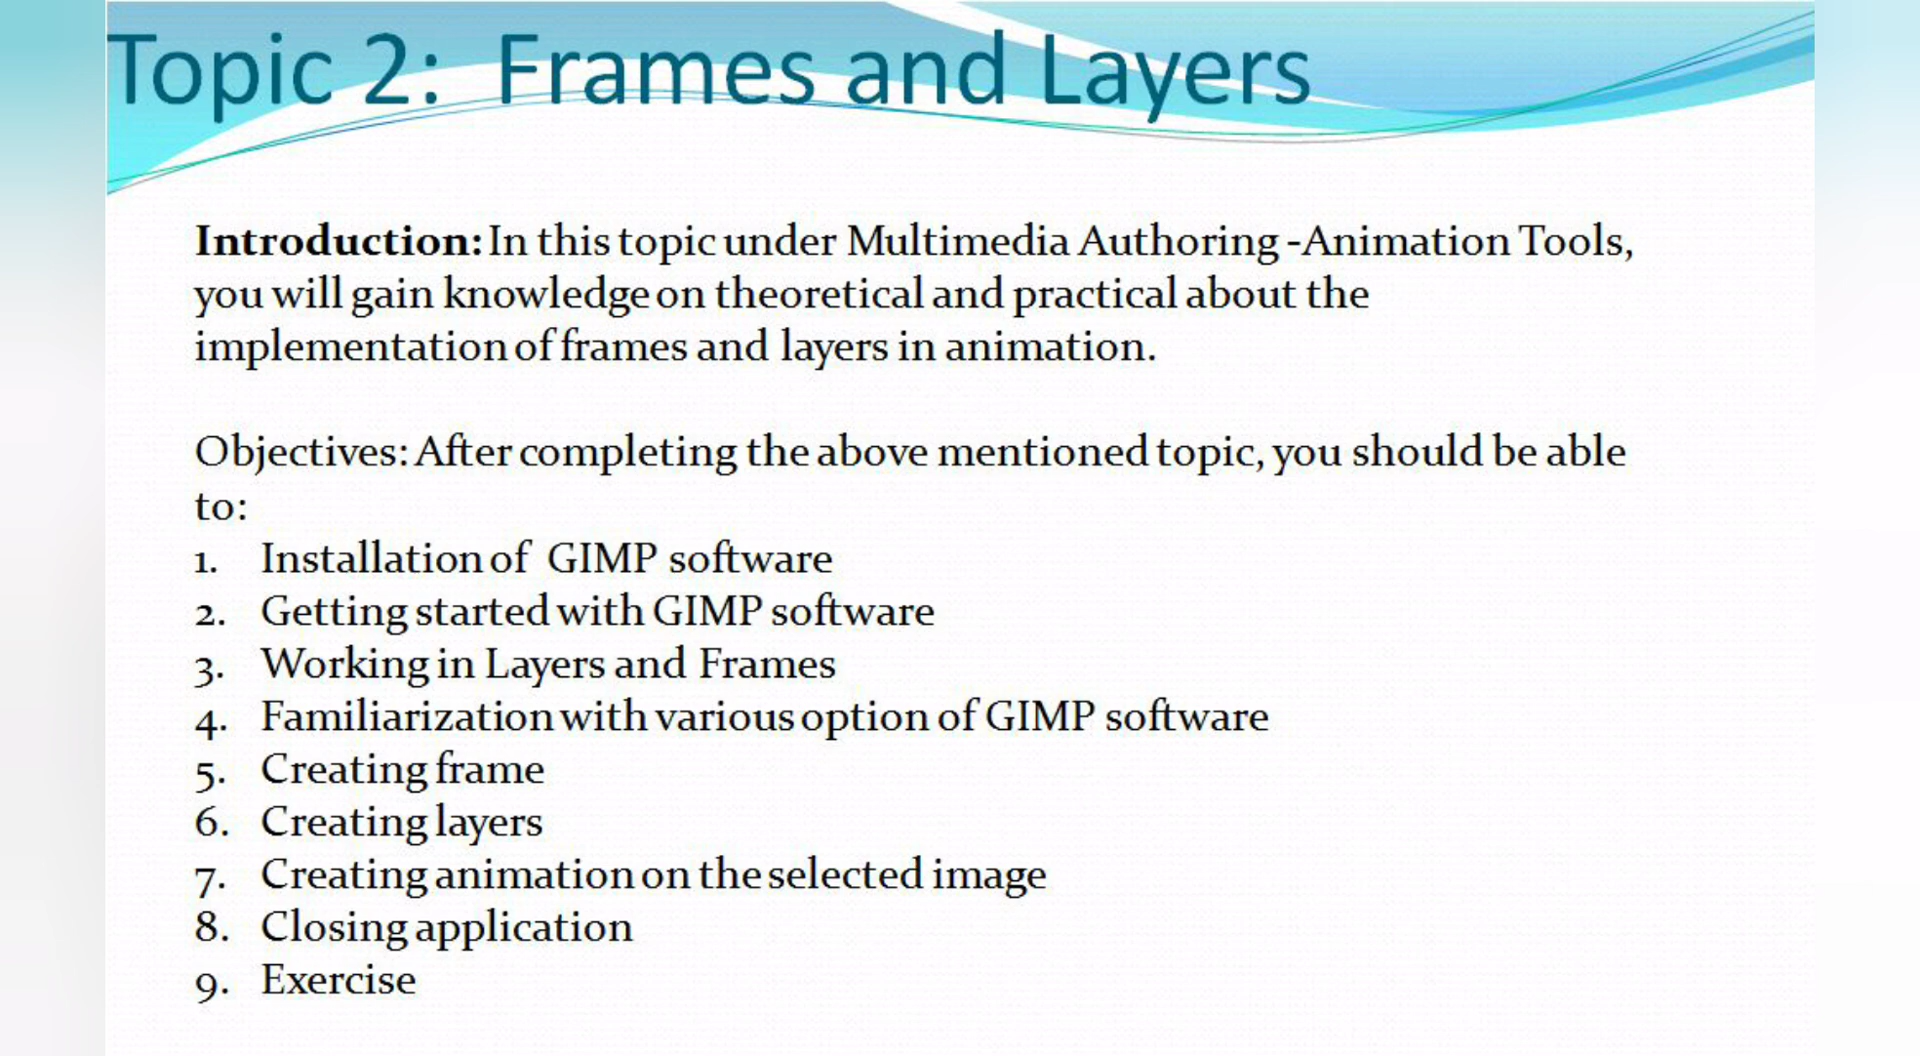 Topic 2: Frames and Layers
Introduction: In this topic under Multimedia Authoring -Animation Tools,
you will gain knowledge on theoretical and practical about the
implementation of frames and layers in animation.
Objectives: After completing the above mentioned topic, you should be able
to:
1. Installation of GIMP software
2. Getting started with GIMP software
3. Working in Layers and Frames
4. Familiarization with various option of GIMP software
5. Creating frame
6. Creating layers
7. Creating animation on the selected image
8. Closing application
9. Exercise